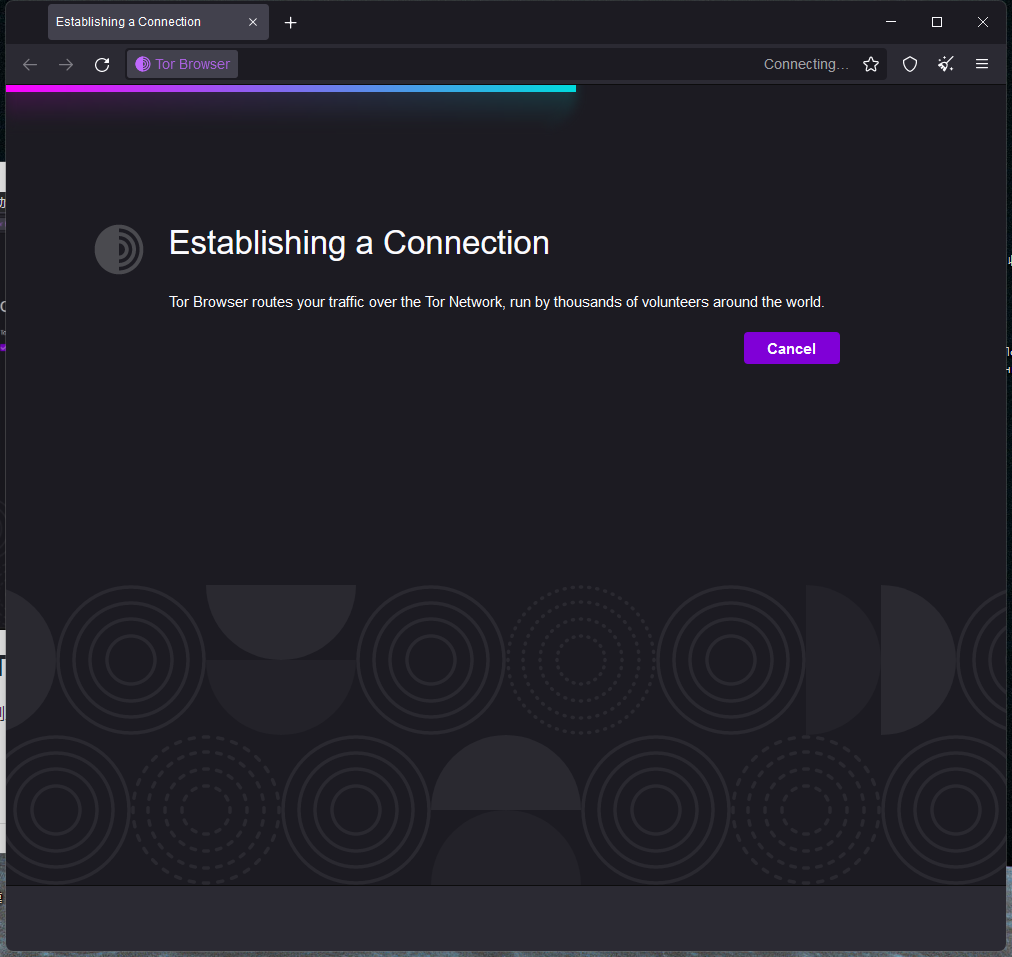 Establishing a Connection
Tor Browser
Connecting...
Establishing a Connection
Tor Browser routes your traffic over the Tor Network, run by thousands of volunteers around the world.
Cancel